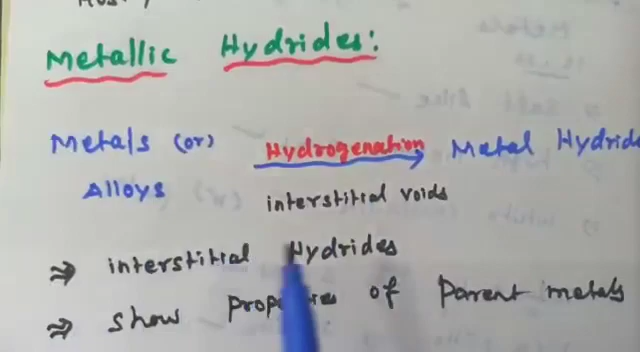 Metallic Hydrides:
Metals (or) Hydrogenation Metal Hydrid
Alloys interstitial voids
⇒ interstitial Hydrides
⇒ show of Parent metals